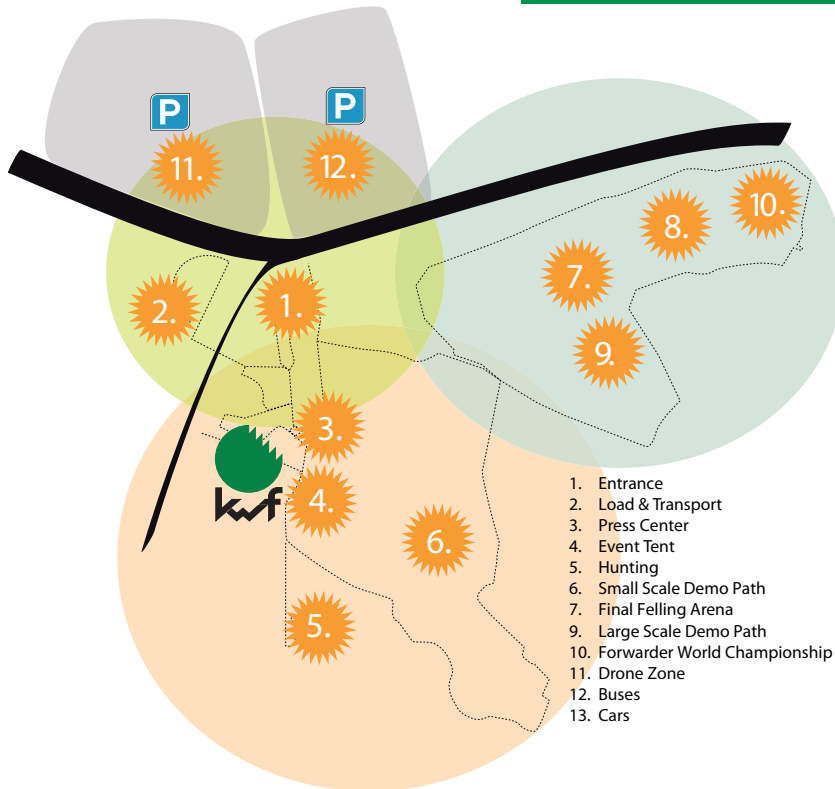 P
P
11.
12.
10.
8.
7.
2.
1.
9.
3.
kwf
4.
6.
5.
1. Entrance
2. Load & Transport
3. Press Center
4. Event Tent
5. Hunting
6. Small Scale Demo Path
7. Final Felling Arena
9. Large Scale Demo Path
10. Forwarder World Championship
11. Drone Zone
12. Buses
13. Cars